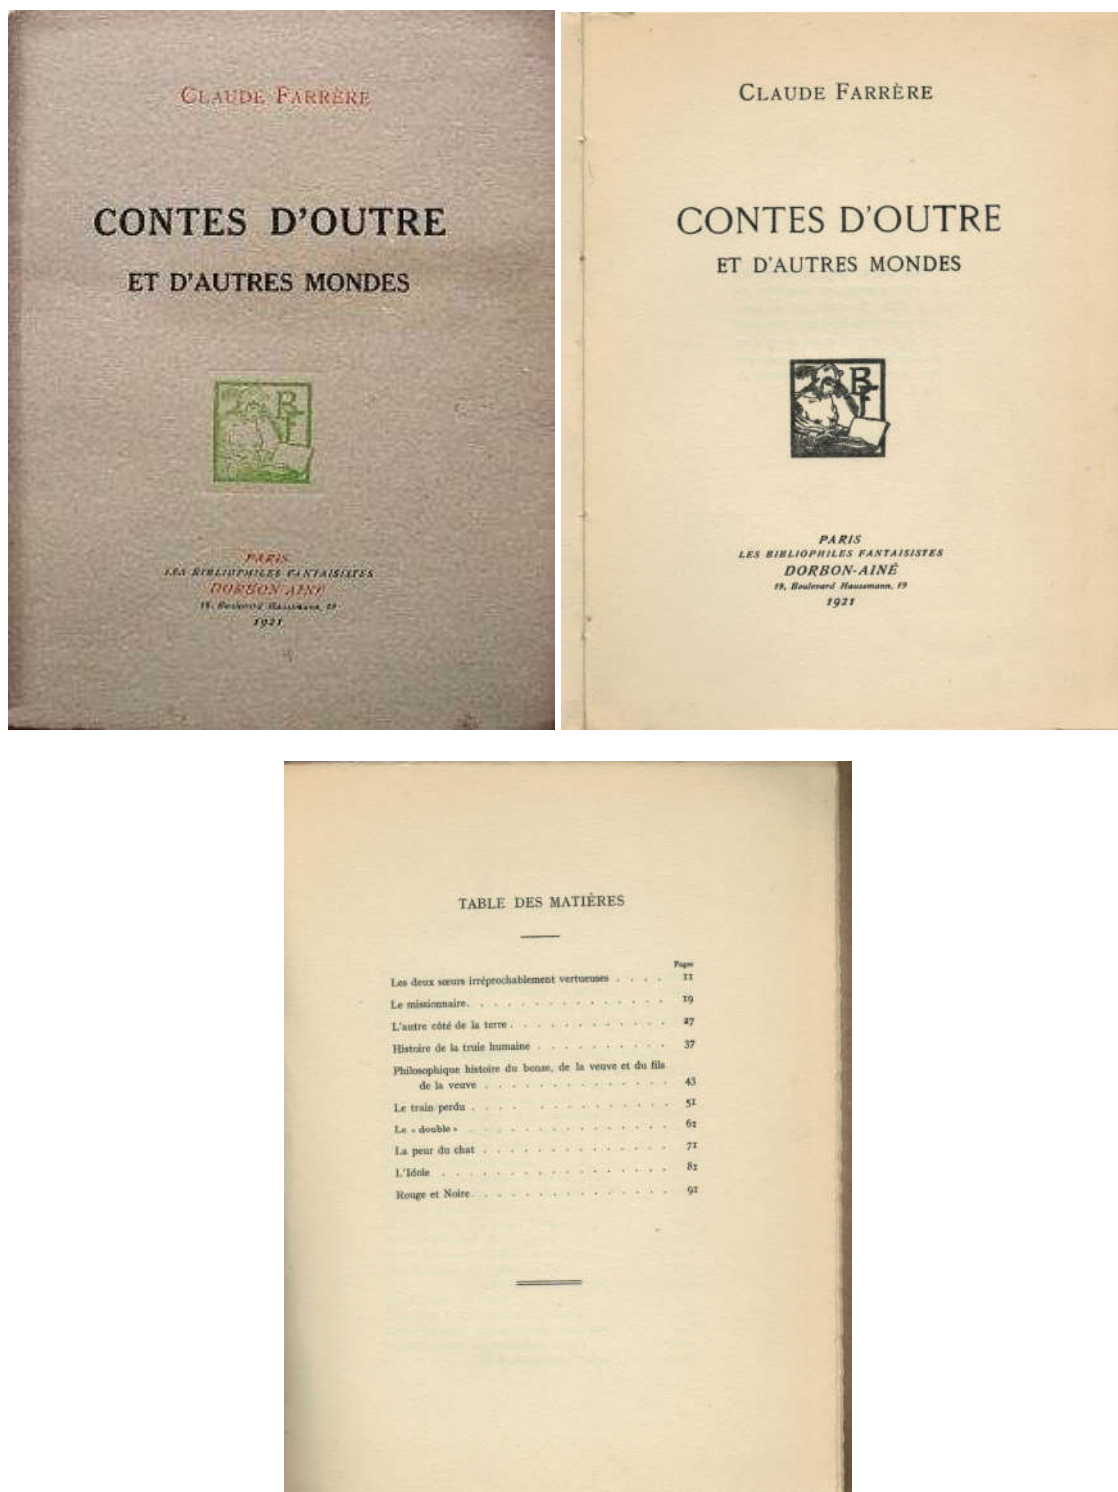 CLAUDE FARRÈRE
CONTES D'OUTRE
ET D'AUTRES MONDES
B
f
PARIS
LES BIBLIOPHILES FANTAISISTES
DORBON-AINÉ
19, Boulevard Haussmann, 19
1921
CLAUDE FARRÈRE
CONTES D'OUTRE
ET D'AUTRES MONDES
B
f
PARIS
LES BIBLIOPHILES FANTAISISTES
DORBON-AINÉ
19, Boulevard Haussmann, 19
1921
TABLE DES MATIÈRES
Pages
Les deux sœurs irréprochablement vertueuses . . . . 11
Le missionnaire. . . . . . . . . . . . . . . . 19
L'autre côté de la terre . . . . . . . . . . . . . 27
Histoire de la truie humaine . . . . . . . . . . 37
Philosophique histoire du bonze, de la veuve et du fils
de la veuve . . . . . . . . . . . . . . 43
Le train perdu . . . . . . . . . . . . . . 51
Le « double » . . . . . . . . . . . . . . . 61
La peur du chat . . . . . . . . . . . . . . 71
L'Idole . . . . . . . . . . . . . . . . . 81
Rouge et Noire. . . . . . . . . . . . . . . . 91